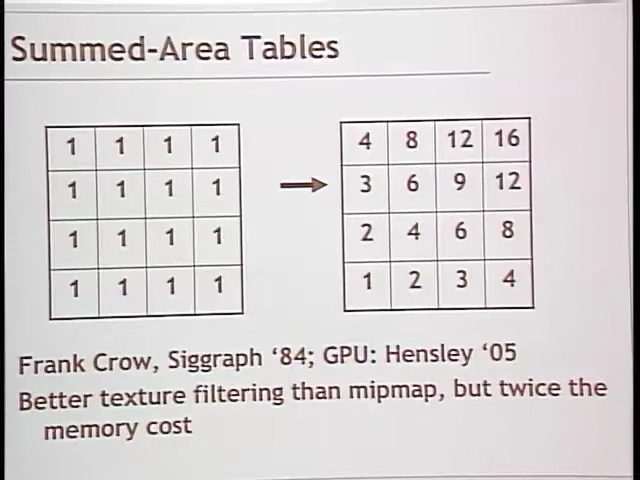 Summed-Area Tables
1 1 1 1
1 1 1 1
1 1 1 1
1 1 1 1
4 8 12 16
3 6 9 12
2 4 6 8
1 2 3 4
Frank Crow, Siggraph ‘84; GPU: Hensley ‘05
Better texture filtering than mipmap, but twice the
memory cost